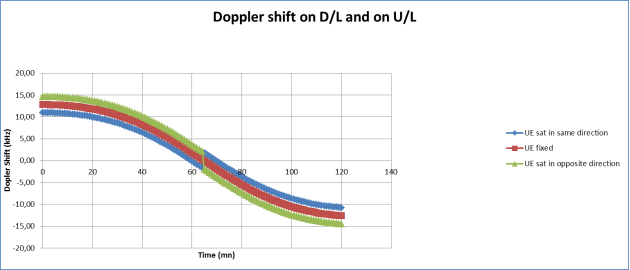 Doppler shift on D/L and on U/L
20,00
15,00
10,00
5,00
0,00
-5,00
-10,00
-15,00
-20,00
0 20 40 60 80 100 120 140
Dopler Shift (kHz)
Time (mn)
UE sat in same direction
UE fixed
UE sat in opposite direction